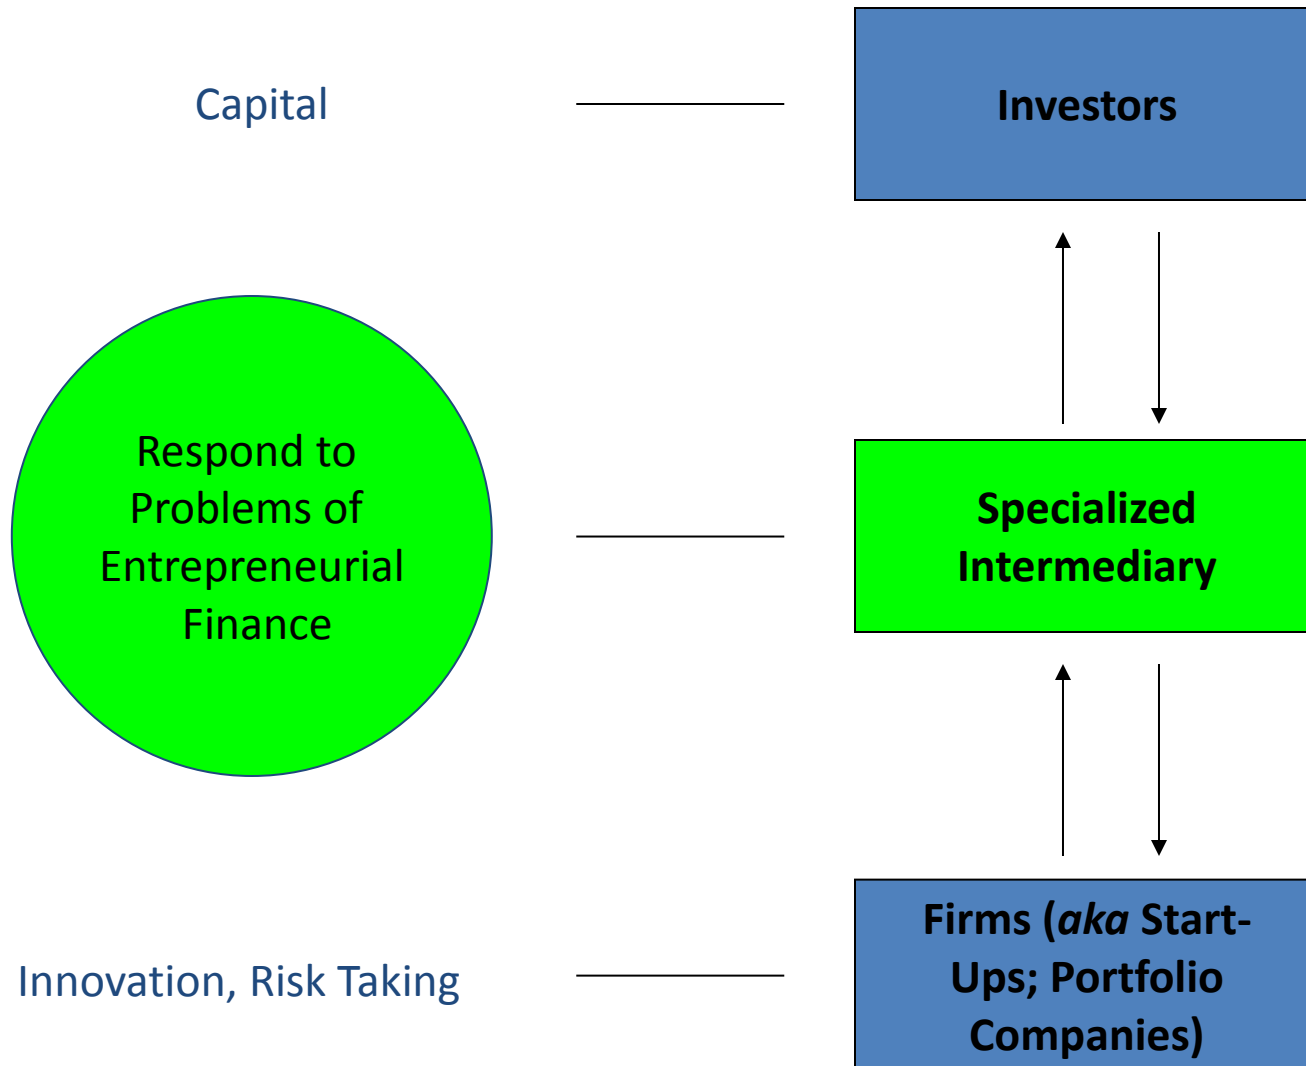 Capital
Investors
Respond to
Problems of
Entrepreneurial
Finance
Specialized
Intermediary
Innovation, Risk Taking
Firms (aka Start-
Ups; Portfolio
Companies)